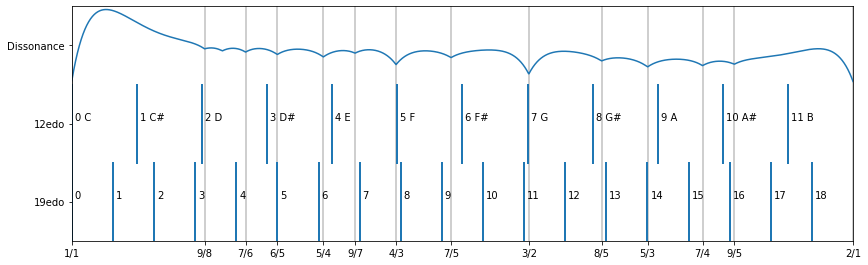 Dissonance
12edo
0 C 1 C# 2 D 3 D# 4 E 5 F 6 F# 7 G 8 G# 9 A 10 A# 11 B
19edo
0 1 2 3 4 5 6 7 8 9 10 11 12 13 14 15 16 17 18
1/1 9/8 7/6 6/5 5/4 9/7 4/3 7/5 3/2 8/5 5/3 7/4 9/5 2/1